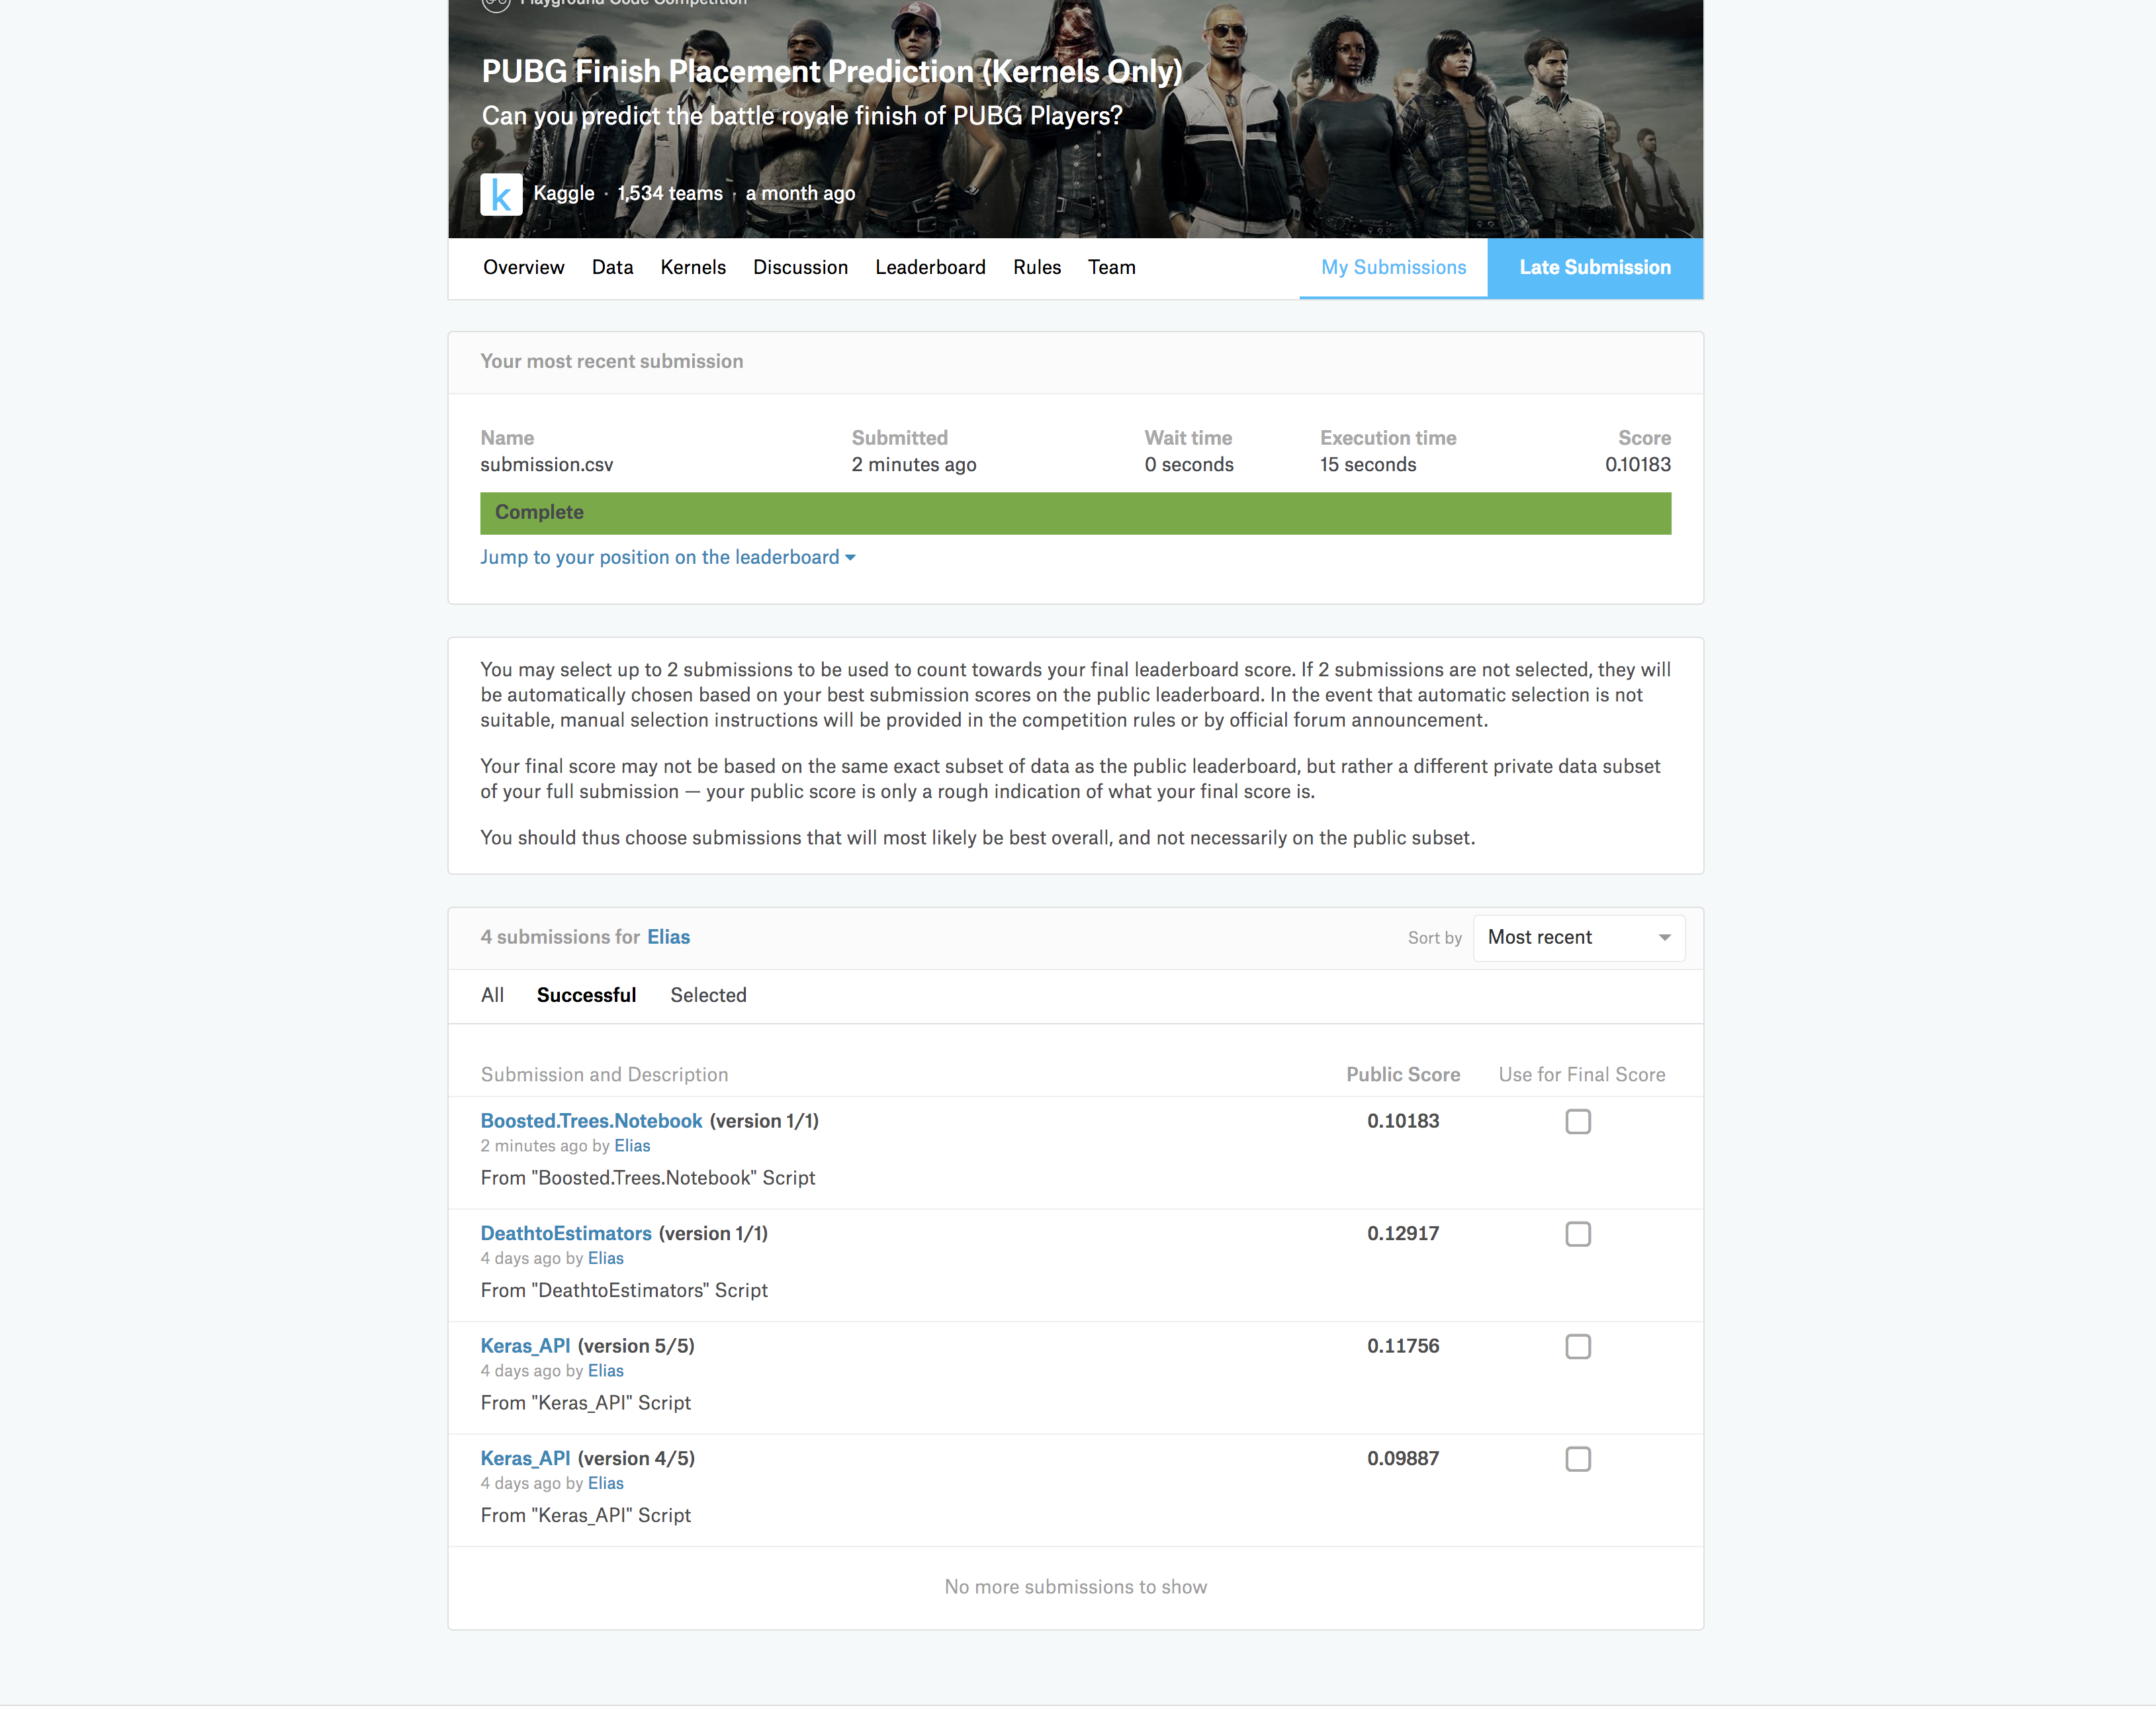 Playground Code Competition
PUBG Finish Placement Prediction (Kernels Only)
Can you predict the battle royale finish of PUBG Players?
k
Kaggle · 1,534 teams · a month ago
Overview Data Kernels Discussion Leaderboard Rules Team My Submissions Late Submission
Your most recent submission
Name Submitted Wait time Execution time Score
submission.csv 2 minutes ago 0 seconds 15 seconds 0.10183
Complete
Jump to your position on the leaderboard
You may select up to 2 submissions to be used to count towards your final leaderboard score. If 2 submissions are not selected, they will
be automatically chosen based on your best submission scores on the public leaderboard. In the event that automatic selection is not
suitable, manual selection instructions will be provided in the competition rules or by official forum announcement.
Your final score may not be based on the same exact subset of data as the public leaderboard, but rather a different private data subset
of your full submission — your public score is only a rough indication of what your final score is.
You should thus choose submissions that will most likely be best overall, and not necessarily on the public subset.
4 submissions for Elias Sort by Most recent
All Successful Selected
Submission and Description Public Score Use for Final Score
Boosted.Trees.Notebook (version 1/1) 0.10183
2 minutes ago by Elias
From "Boosted.Trees.Notebook" Script
DeathtoEstimators (version 1/1) 0.12917
4 days ago by Elias
From "DeathtoEstimators" Script
Keras_API (version 5/5) 0.11756
4 days ago by Elias
From "Keras_API" Script
Keras_API (version 4/5) 0.09887
4 days ago by Elias
From "Keras_API" Script
No more submissions to show